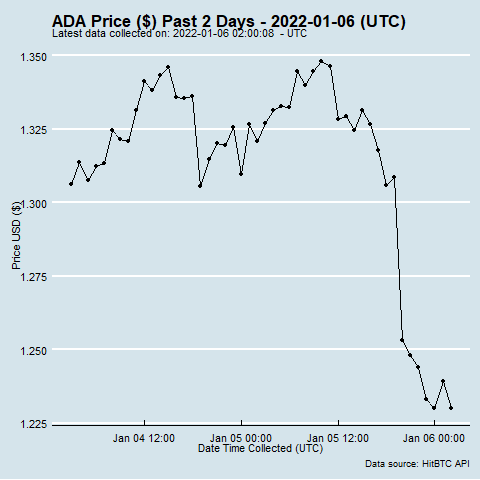 ADA Price ($) Past 2 Days - 2022-01-06 (UTC)
Latest data collected on: 2022-01-06 02:00:08 - UTC
1.350
1.325
1.300
1.275
1.250
1.225
Price USD ($)
Jan 04 12:00 Jan 05 00:00 Jan 05 12:00 Jan 06 00:00
Date Time Collected (UTC)
Data source: HitBTC API